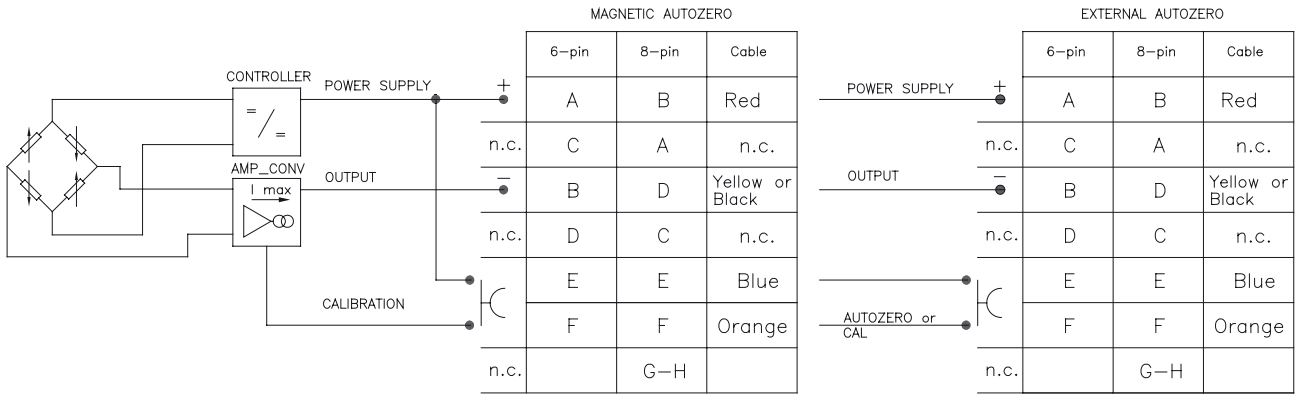 MAGNETIC AUTOZERO
6-pin 8-pin Cable
CONTROLLER
= / =
POWER SUPPLY + A B Red
n.c. C A n.c.
AMP_CONV
I max
OUTPUT – B D Yellow or Black
n.c. D C n.c.
E E Blue
CALIBRATION F F Orange
n.c. G-H
EXTERNAL AUTOZERO
6-pin 8-pin Cable
POWER SUPPLY + A B Red
n.c. C A n.c.
OUTPUT – B D Yellow or Black
n.c. D C n.c.
E E Blue
AUTOZERO or CAL F F Orange
n.c. G-H